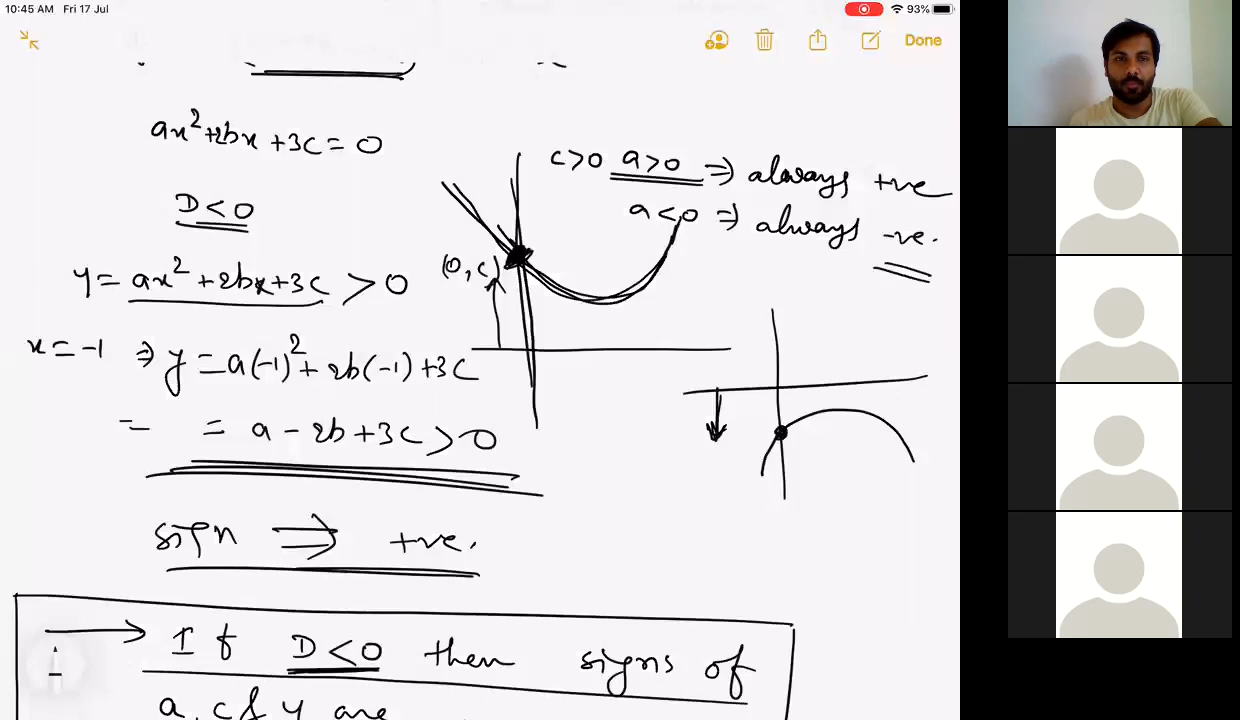 10:45 AM Fri 17 Jul
93%
Done
ax²+2bx+3c=0
D<0
y=ax²+2bx+3c>0
x=-1 ⇒ y=a(-1)²+2b(-1)+3c
= = a-2b+3c>0
sign ⇒ +ve.
c>0 a>0 ⇒ always +ve
a<0 ⇒ always -ve.
(0,c)
→ If D<0 then signs of
a, c & y are